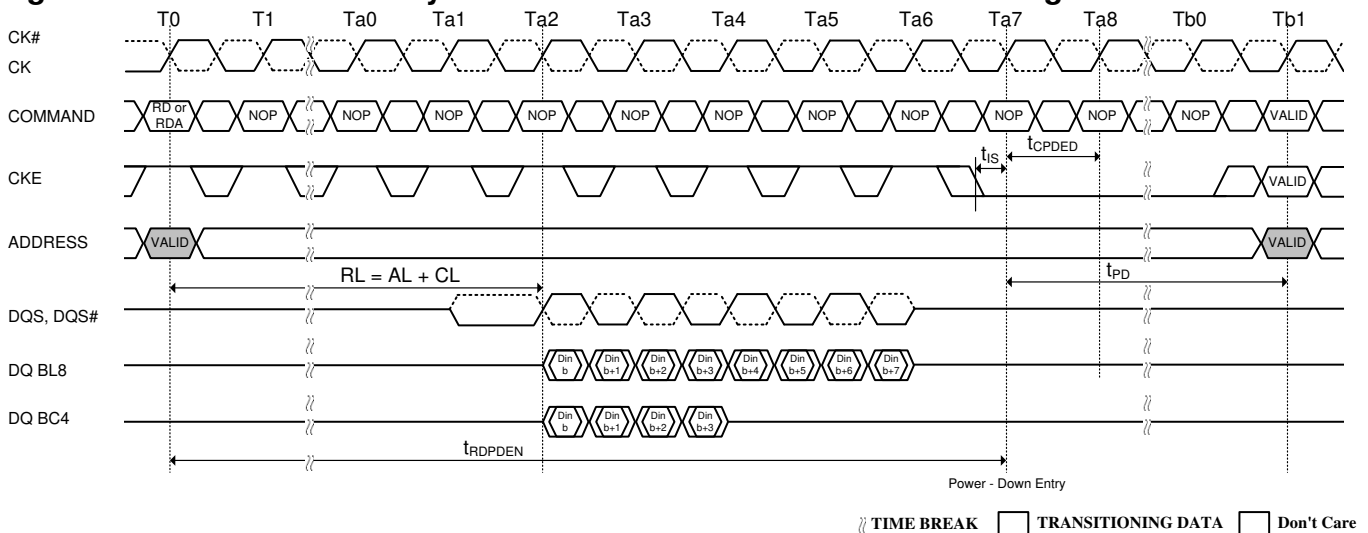 T0 T1 Ta0 Ta1 Ta2 Ta3 Ta4 Ta5 Ta6 Ta7 Ta8 Tb0 Tb1
CK#
CK
COMMAND RD or RDA NOP NOP NOP NOP NOP NOP NOP NOP NOP NOP NOP VALID
tIS tCPDED
CKE VALID
ADDRESS VALID VALID
RL = AL + CL tPD
DQS, DQS#
DQ BL8 Din b Din b+1 Din b+2 Din b+3 Din b+4 Din b+5 Din b+6 Din b+7
DQ BC4 Din b Din b+1 Din b+2 Din b+3
tRDPDEN
Power - Down Entry
TIME BREAK TRANSITIONING DATA Don't Care